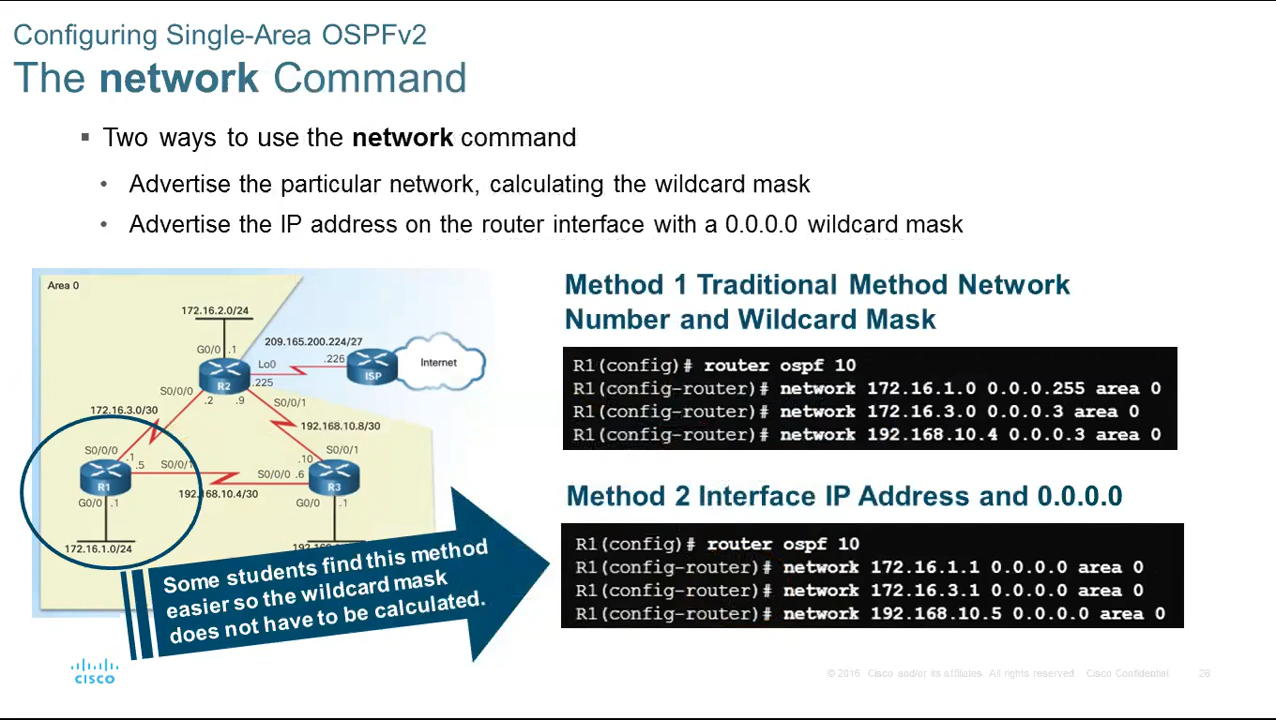 Configuring Single-Area OSPFv2
The network Command
▪ Two ways to use the network command
• Advertise the particular network, calculating the wildcard mask
• Advertise the IP address on the router interface with a 0.0.0.0 wildcard mask
Area 0
172.16.2.0/24
G0/0 .1
209.165.200.224/27
Lo0
.226
Internet
ISP
R2
.225
S0/0/0
.2 .9
S0/0/1
172.16.3.0/30
192.168.10.8/30
S0/0/0
.1
.10
S0/0/1
.5
S0/0/1
S0/0/0 .6
R1
R3
192.168.10.4/30
G0/0 .1
G0/0 .1
172.16.1.0/24
Some students find this method
easier so the wildcard mask
does not have to be calculated.
Method 1 Traditional Method Network
Number and Wildcard Mask
R1(config)# router ospf 10
R1(config-router)# network 172.16.1.0 0.0.0.255 area 0
R1(config-router)# network 172.16.3.0 0.0.0.3 area 0
R1(config-router)# network 192.168.10.4 0.0.0.3 area 0
Method 2 Interface IP Address and 0.0.0.0
R1(config)# router ospf 10
R1(config-router)# network 172.16.1.1 0.0.0.0 area 0
R1(config-router)# network 172.16.3.1 0.0.0.0 area 0
R1(config-router)# network 192.168.10.5 0.0.0.0 area 0
CISCO
© 2016 Cisco and/or its affiliates. All rights reserved. Cisco Confidential
26